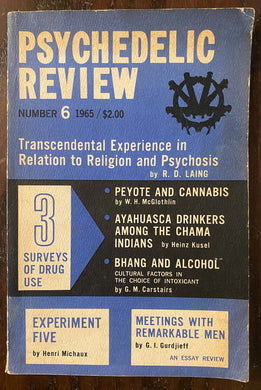 PSYCHEDELIC
REVIEW
NUMBER 6 1965/$2.00
Transcendental Experience in
Relation to Religion and Psychosis
by R. D. LAING
3
SURVEYS
OF DRUG
USE
• PEYOTE AND CANNABIS
by W. H. McGlothlin
• AYAHUASCA DRINKERS
AMONG THE CHAMA
INDIANS by Heinz Kusel
• BHANG AND ALCOHOL
CULTURAL FACTORS IN
THE CHOICE OF INTOXICANT
by G. M. Carstairs
EXPERIMENT
FIVE
by Henri Michaux
MEETINGS WITH
REMARKABLE MEN
by G. I. Gurdjieff
AN ESSAY REVIEW